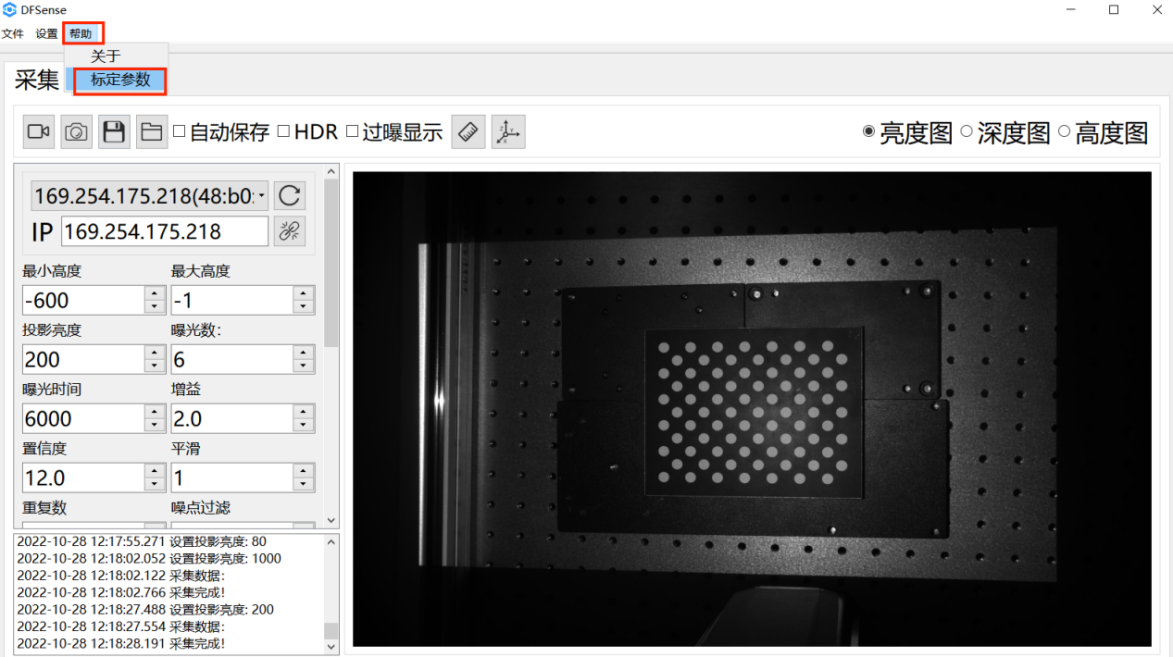 DFSense
文件 设置 帮助
关于
采集 标定参数
自动保存 HDR 过曝显示 亮度图 深度图 高度图
169.254.175.218(48:b0:
IP 169.254.175.218
最小高度 最大高度
-600 -1
投影亮度 曝光数:
200 6
曝光时间 增益
6000 2.0
置信度 平滑
12.0 1
重复数 噪点过滤
2022-10-28 12:17:55.271 设置投影亮度: 80
2022-10-28 12:18:02.052 设置投影亮度: 1000
2022-10-28 12:18:02.122 采集数据:
2022-10-28 12:18:02.766 采集完成!
2022-10-28 12:18:27.488 设置投影亮度: 200
2022-10-28 12:18:27.554 采集数据:
2022-10-28 12:18:28.191 采集完成!